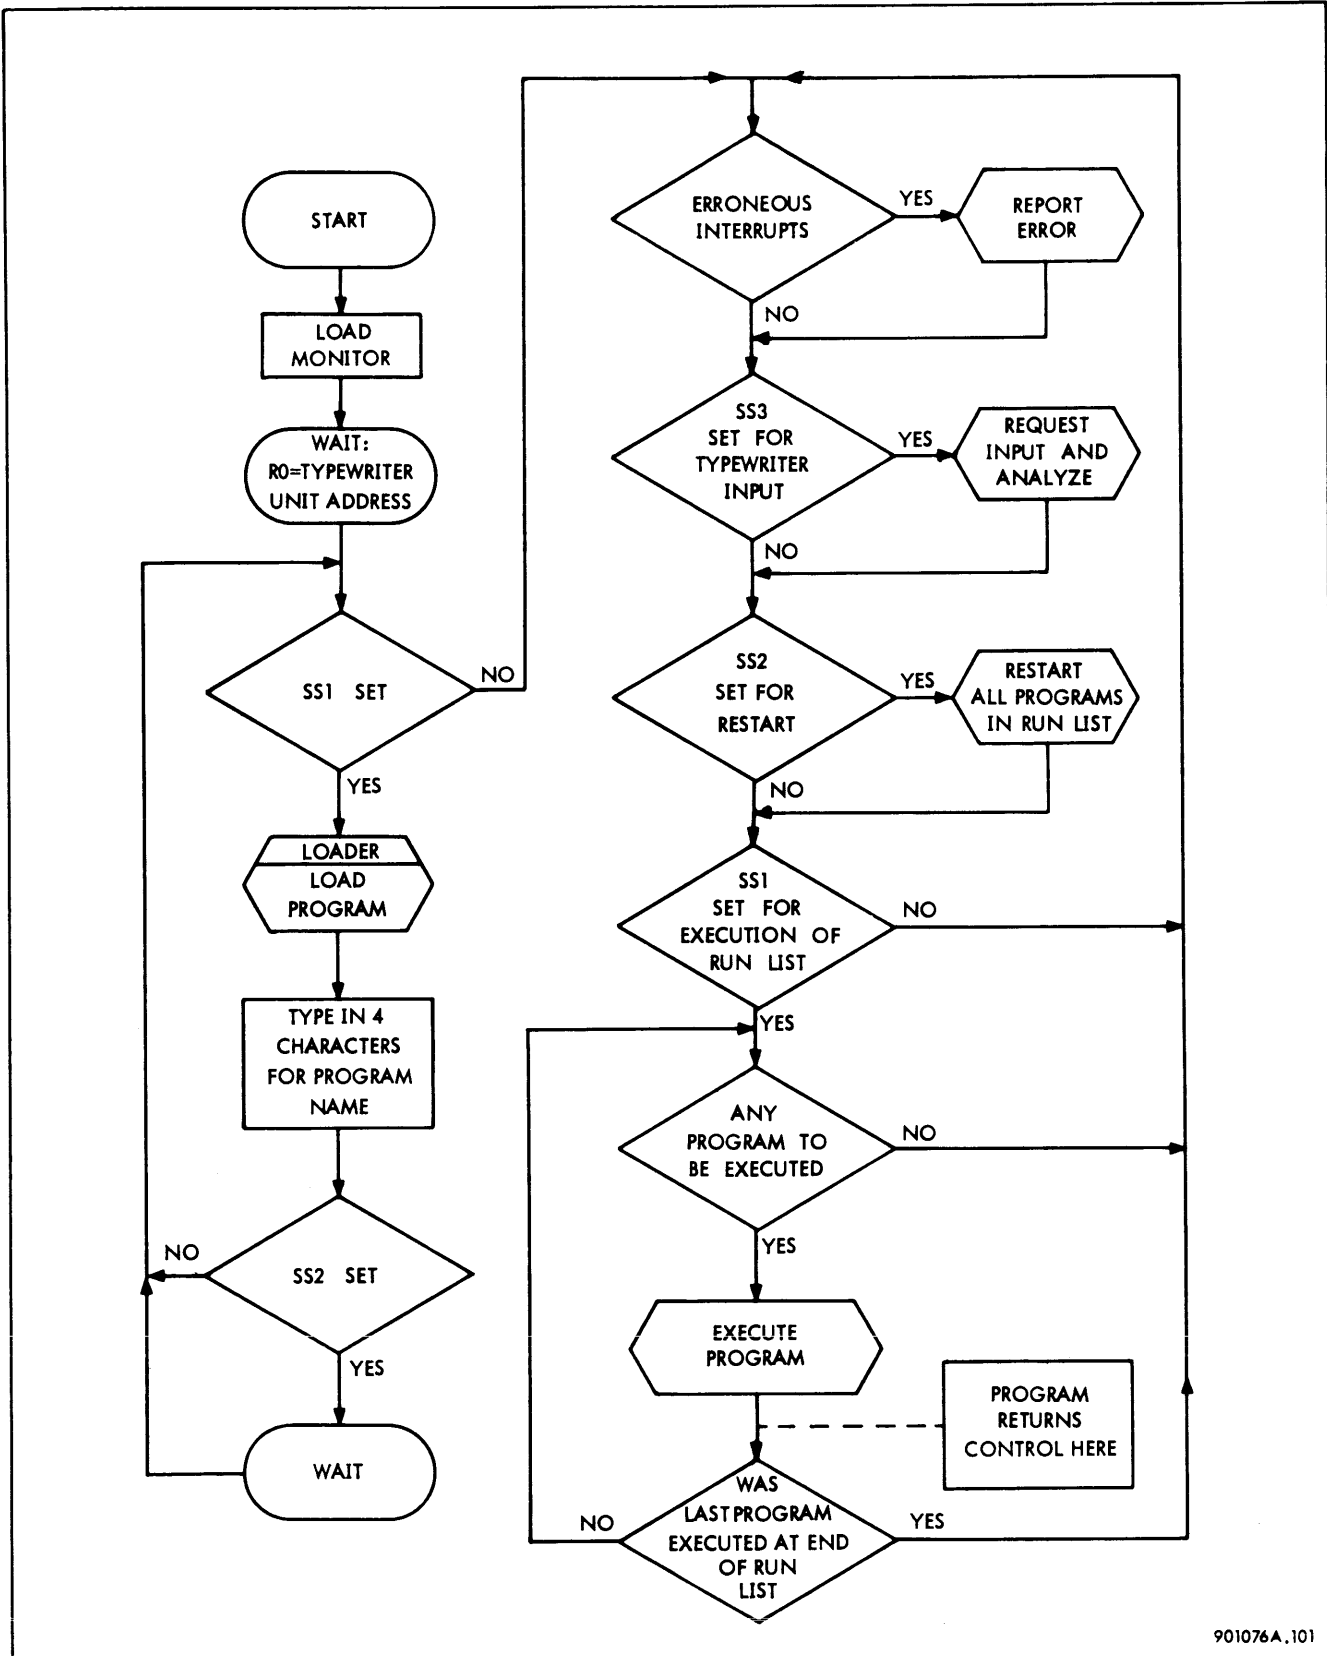 START
LOAD
MONITOR
WAIT:
R0=TYPEWRITER
UNIT ADDRESS
SS1 SET
NO
YES
LOADER
LOAD
PROGRAM
TYPE IN 4
CHARACTERS
FOR PROGRAM
NAME
SS2 SET
NO
YES
WAIT
ERRONEOUS
INTERRUPTS
YES
REPORT
ERROR
NO
SS3
SET FOR
TYPEWRITER
INPUT
YES
REQUEST
INPUT AND
ANALYZE
NO
SS2
SET FOR
RESTART
YES
RESTART
ALL PROGRAMS
IN RUN LIST
NO
SS1
SET FOR
EXECUTION OF
RUN LIST
NO
YES
ANY
PROGRAM TO
BE EXECUTED
NO
YES
EXECUTE
PROGRAM
PROGRAM
RETURNS
CONTROL HERE
WAS
LAST PROGRAM
EXECUTED AT END
OF RUN
LIST
NO
YES
901076A.101